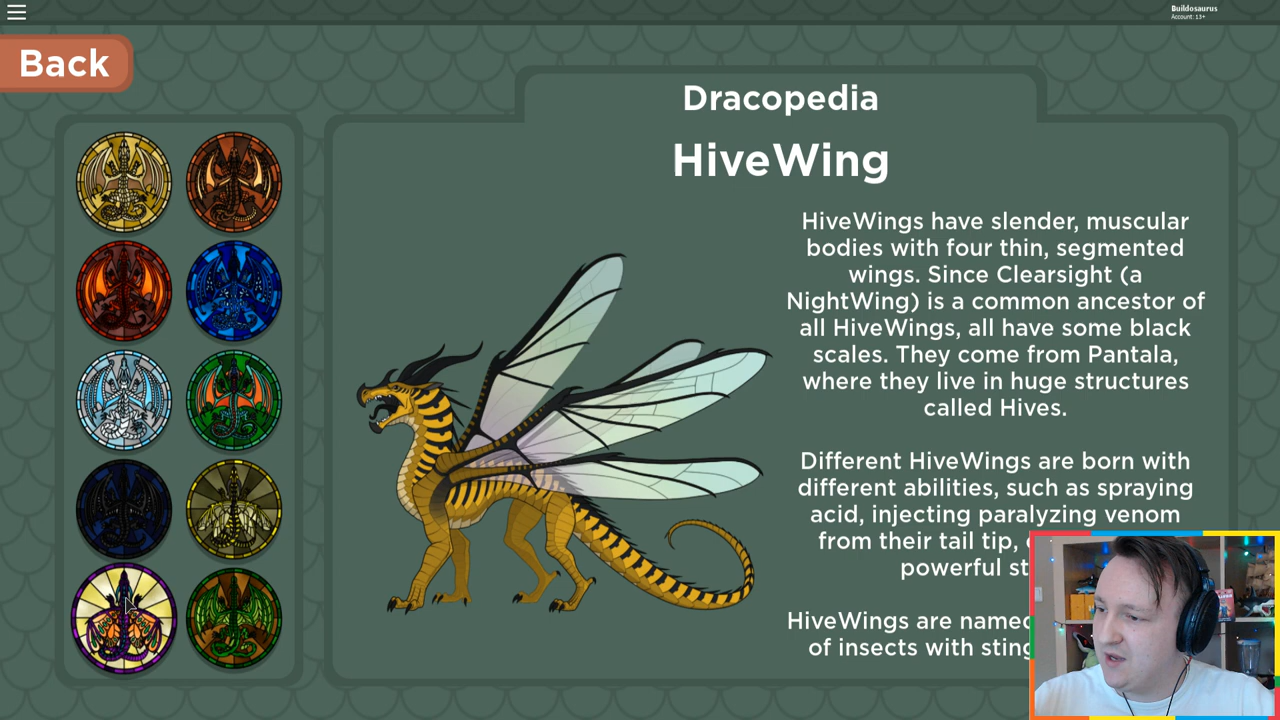 Buildosaurus
Account: 13+
Back
Dracopedia
HiveWing
HiveWings have slender, muscular
bodies with four thin, segmented
wings. Since Clearsight (a
NightWing) is a common ancestor of
all HiveWings, all have some black
scales. They come from Pantala,
where they live in huge structures
called Hives.
Different HiveWings are born with
different abilities, such as spraying
acid, injecting paralyzing venom
from their tail tip,
powerful
HiveWings are named
of insects with